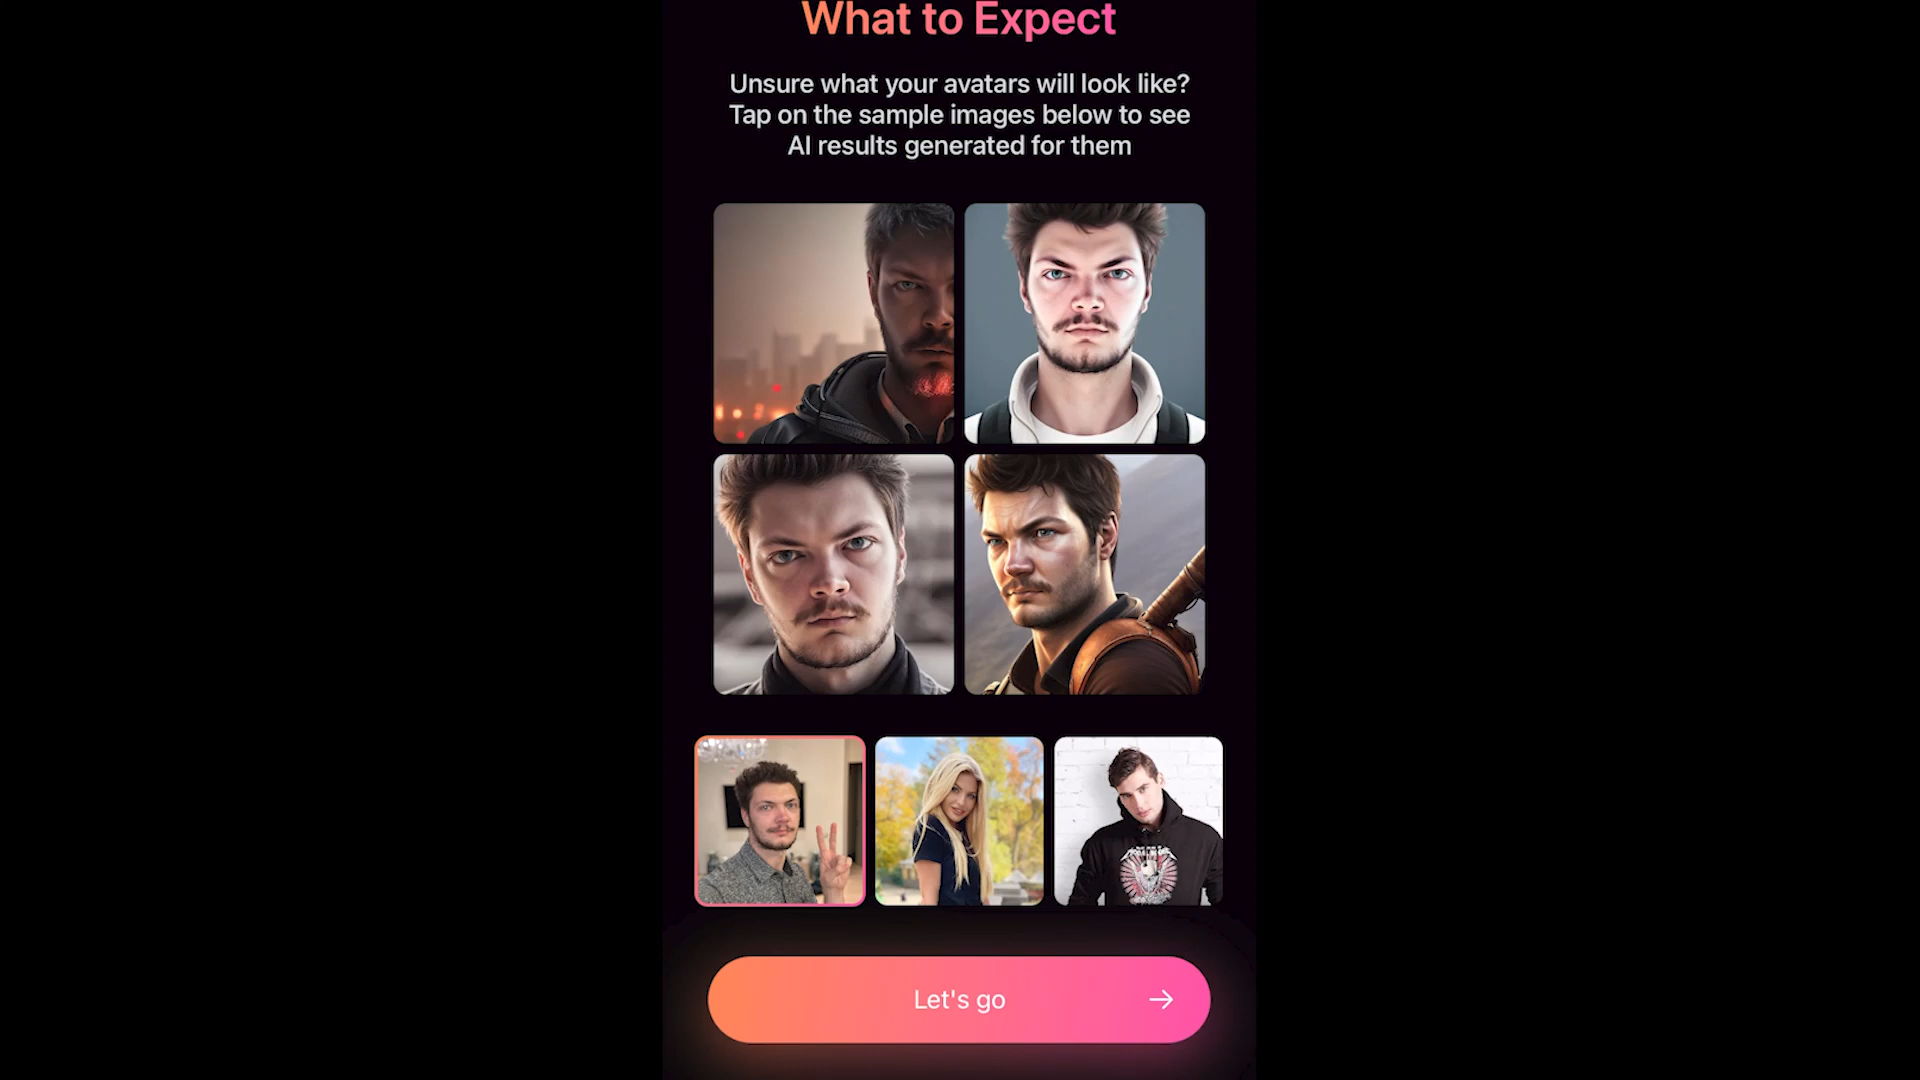 What to Expect
Unsure what your avatars will look like?
Tap on the sample images below to see
AI results generated for them
Let's go